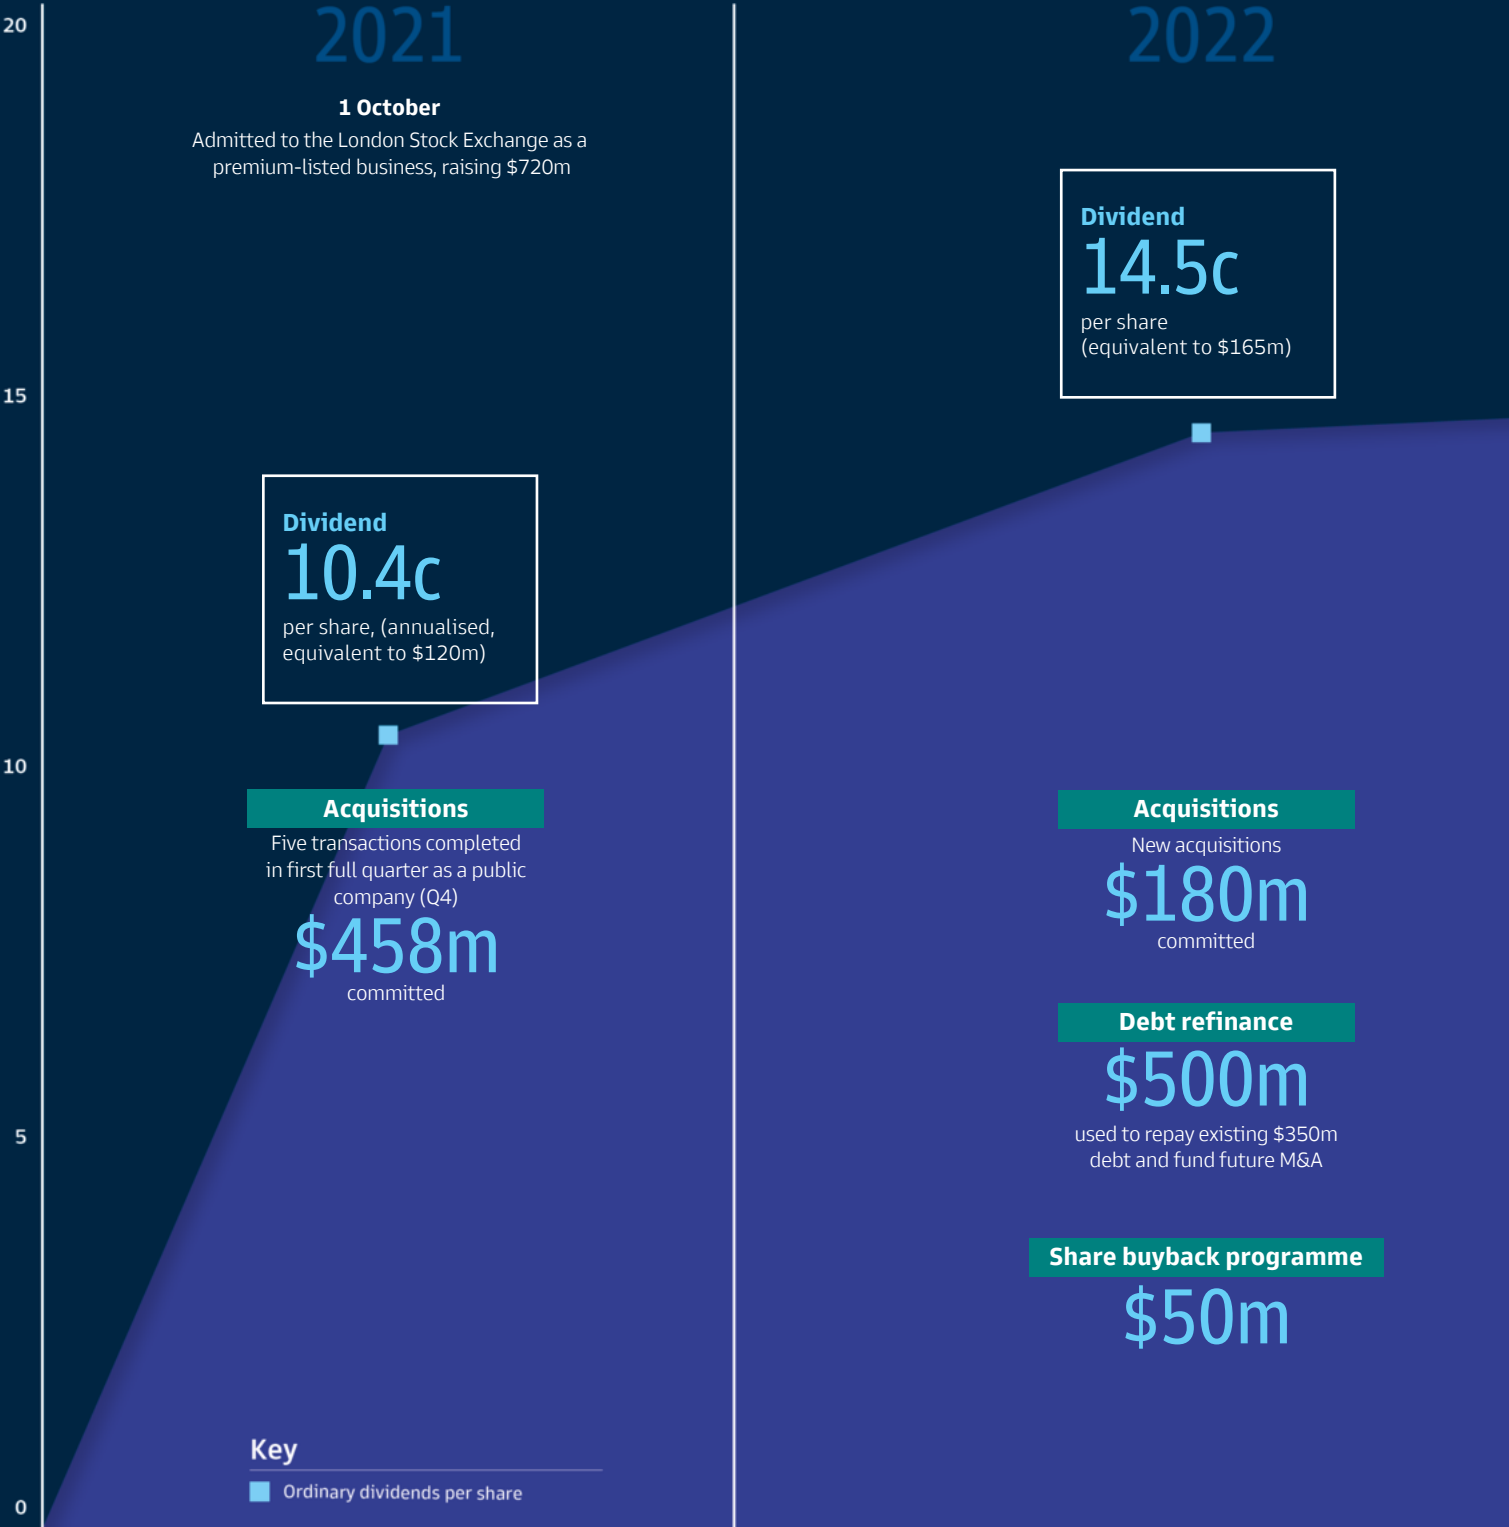 20
15
10
5
0
2021
1 October
Admitted to the London Stock Exchange as a
premium-listed business, raising $720m
Dividend
10.4c
per share, (annualised,
equivalent to $120m)
Acquisitions
Five transactions completed
in first full quarter as a public
company (Q4)
$458m
committed
Key
Ordinary dividends per share
2022
Dividend
14.5c
per share
(equivalent to $165m)
Acquisitions
New acquisitions
$180m
committed
Debt refinance
$500m
used to repay existing $350m
debt and fund future M&A
Share buyback programme
$50m